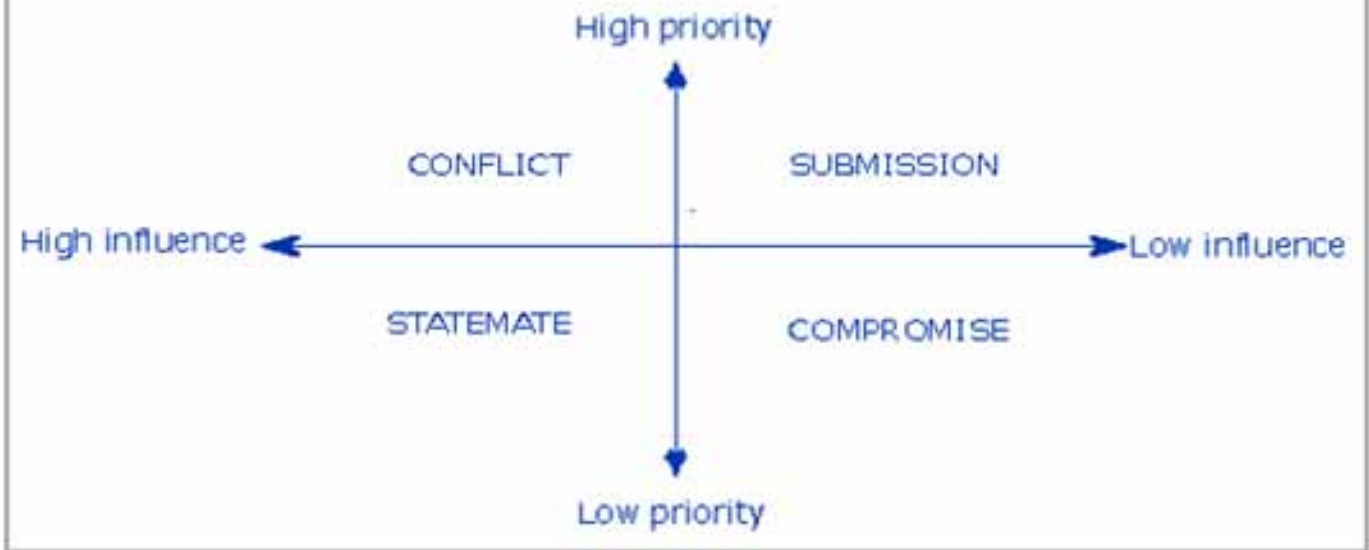 High priority
CONFLICT SUBMISSION
High influence Low influence
STATEMATE COMPROMISE
Low priority